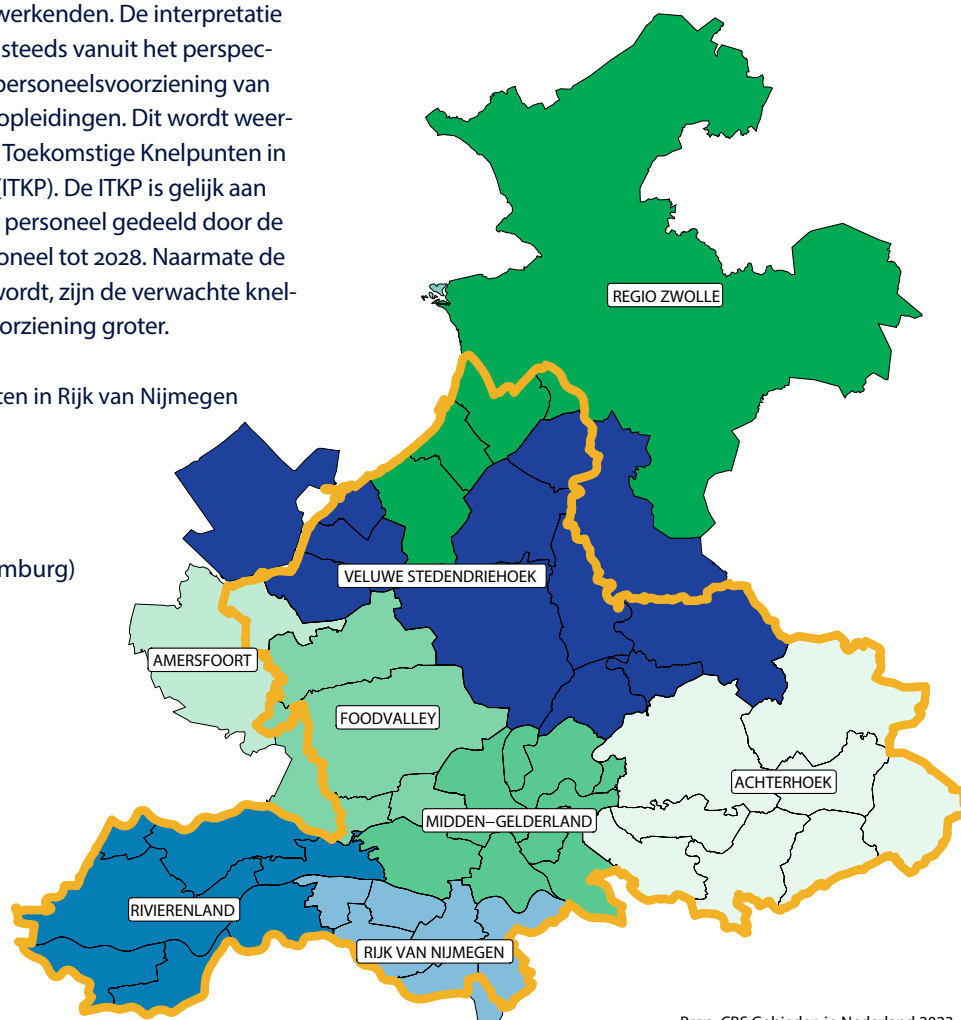 werkenden. De interpretatie
steeds vanuit het perspec-
personeelsvoorziening van
opleidingen. Dit wordt weer-
Toekomstige Knelpunten in
(ITKP). De ITKP is gelijk aan
personeel gedeeld door de
oneel tot 2028. Naarmate de
wordt, zijn de verwachte knel-
orziening groter.
ten in Rijk van Nijmegen
mburg)
REGIO ZWOLLE
VELUWE STEDENDRIEHOEK
AMERSFOORT
FOODVALLEY
ACHTERHOEK
MIDDEN–GELDERLAND
RIVIERENLAND
RIJK VAN NIJMEGEN